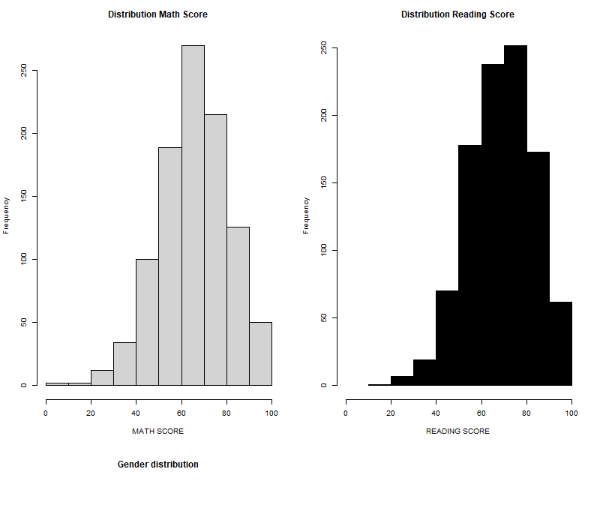 Distribution Math Score
Frequency
0
50
100
150
200
250
0 20 40 60 80 100
MATH SCORE
Distribution Reading Score
Frequency
0
50
100
150
200
250
0 20 40 60 80 100
READING SCORE
Gender distribution